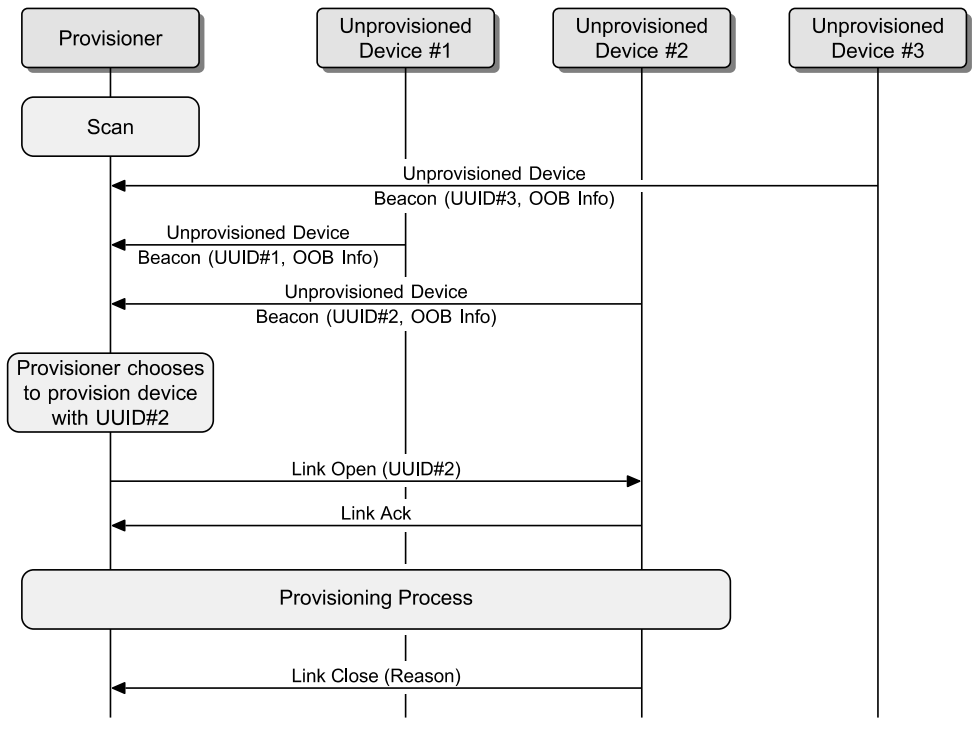 Provisioner
Unprovisioned
Device #1
Unprovisioned
Device #2
Unprovisioned
Device #3
Scan
Unprovisioned Device
Beacon (UUID#3, OOB Info)
Unprovisioned Device
Beacon (UUID#1, OOB Info)
Unprovisioned Device
Beacon (UUID#2, OOB Info)
Provisioner chooses
to provision device
with UUID#2
Link Open (UUID#2)
Link Ack
Provisioning Process
Link Close (Reason)